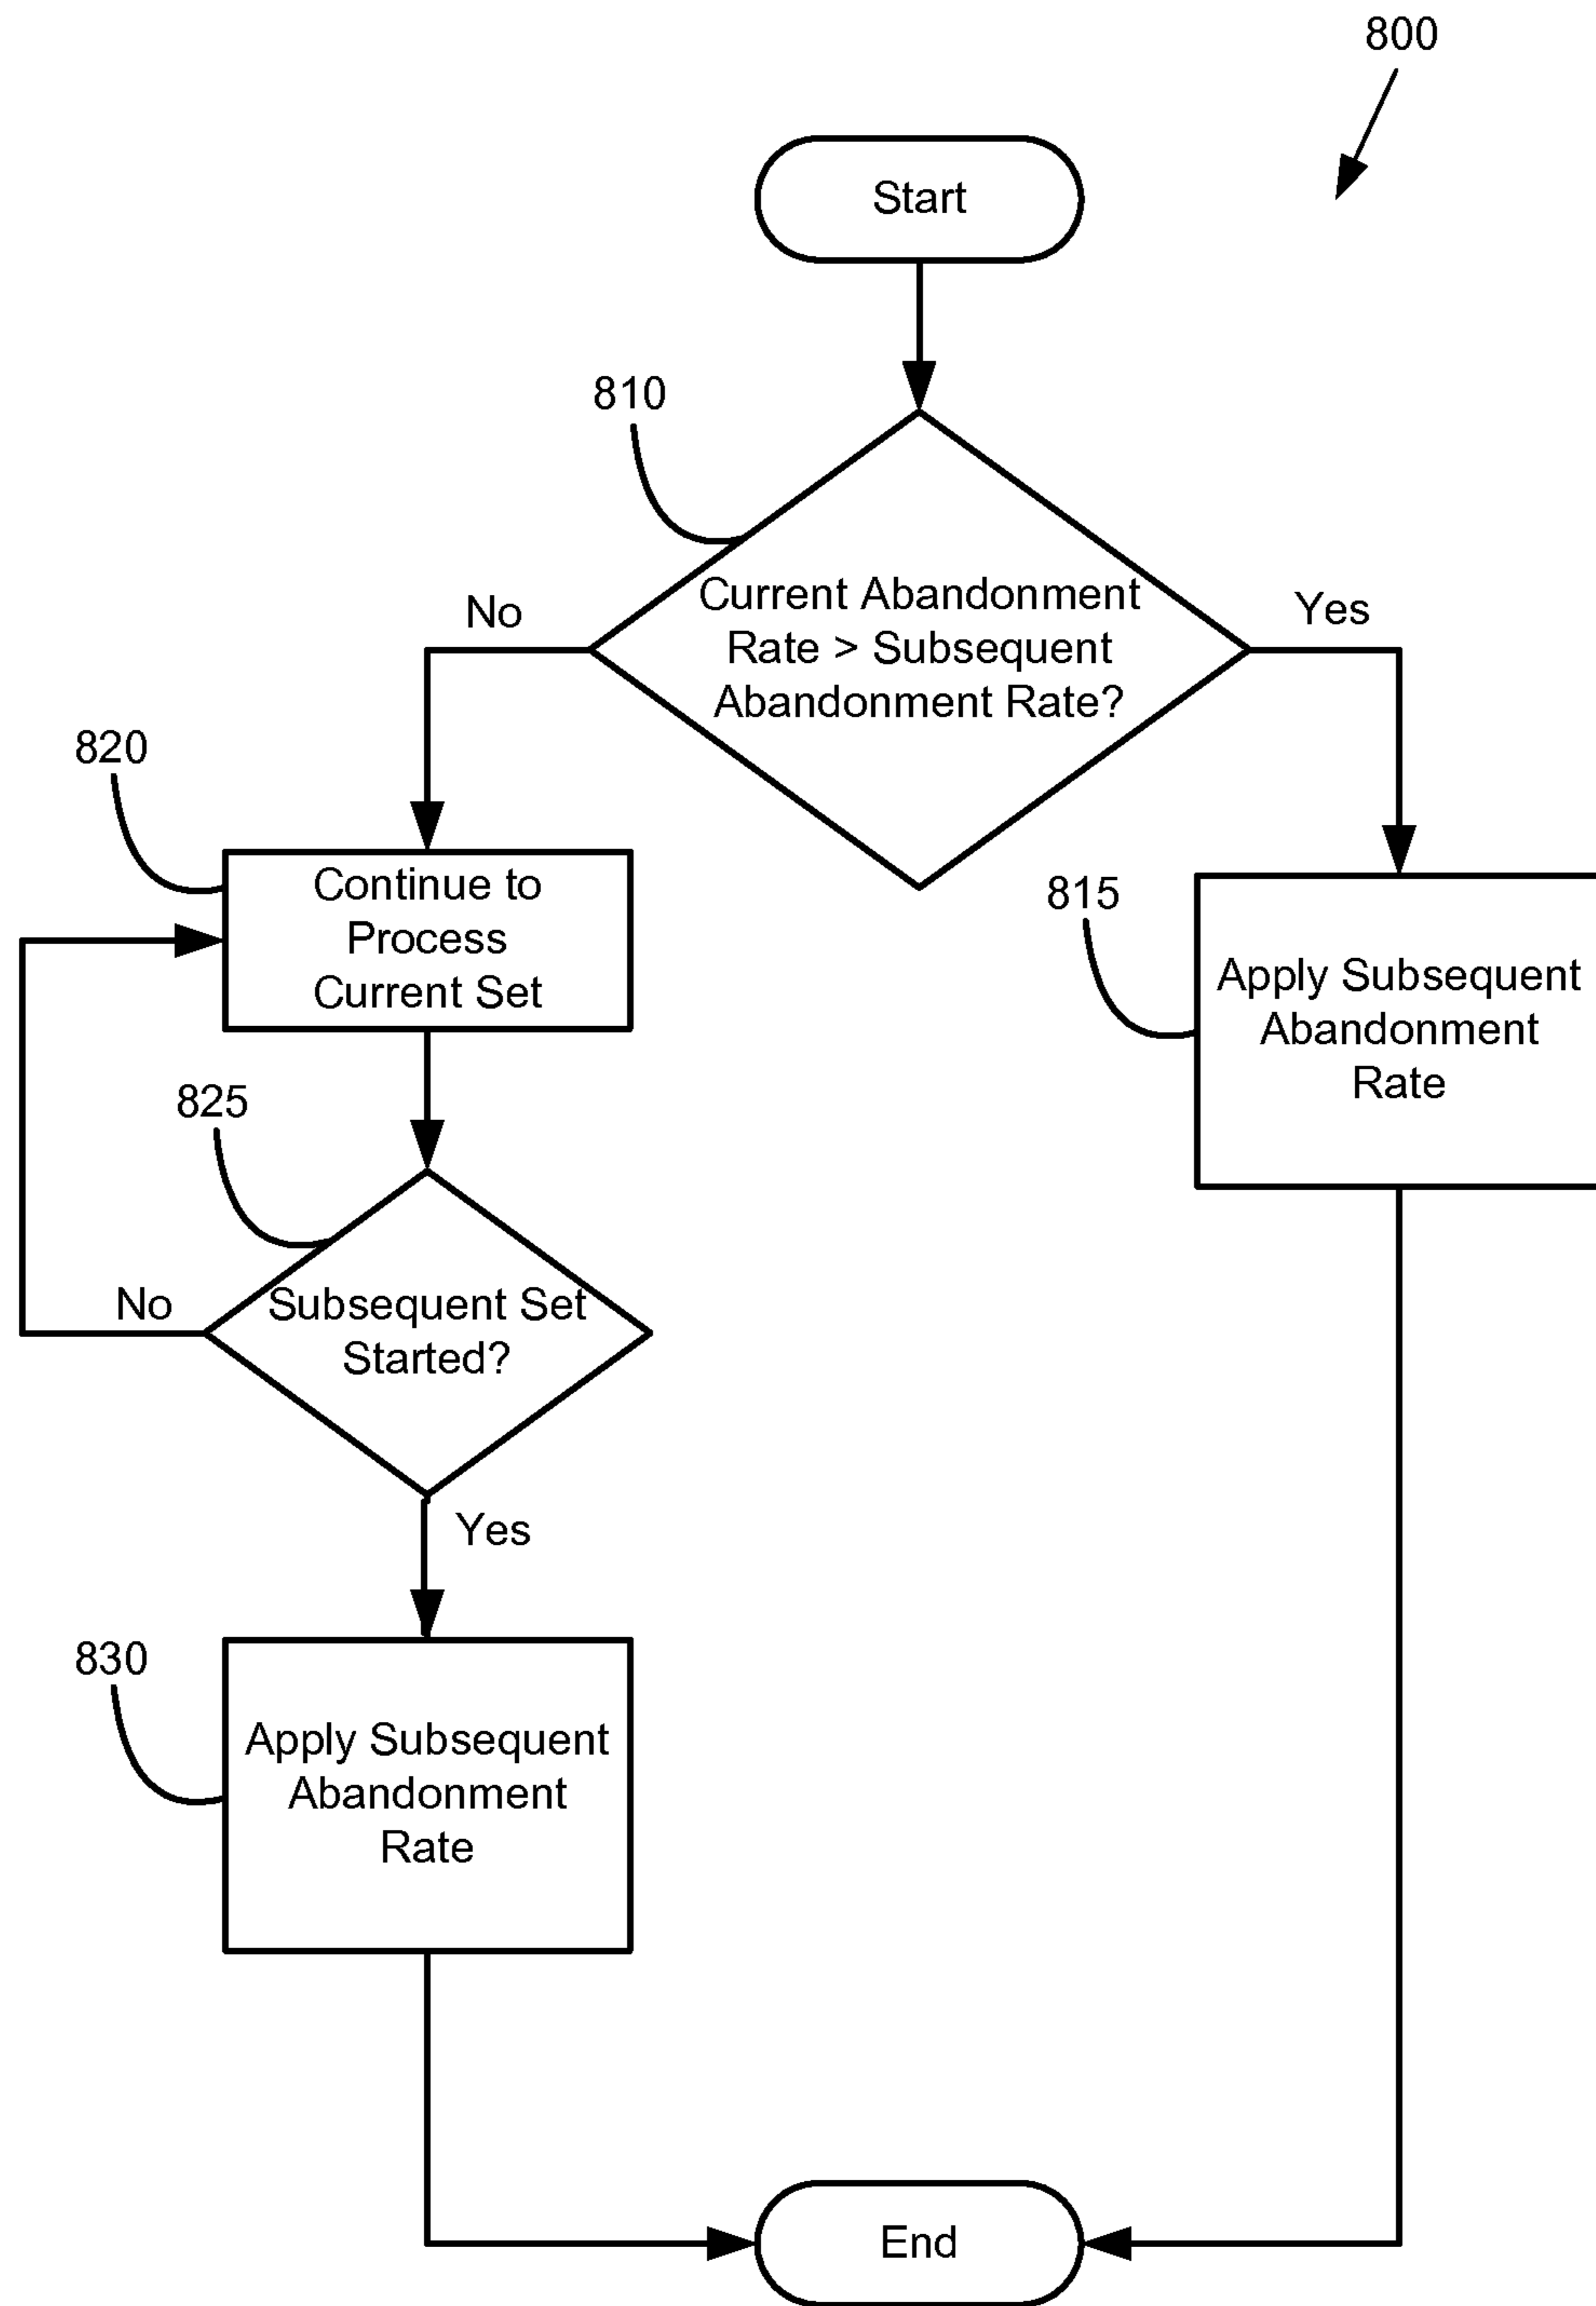 800
Start
810
Current Abandonment
Rate > Subsequent
Abandonment Rate?
No
Yes
820
Continue to
Process
Current Set
815
Apply Subsequent
Abandonment
Rate
825
Subsequent Set
Started?
No
Yes
830
Apply Subsequent
Abandonment
Rate
End